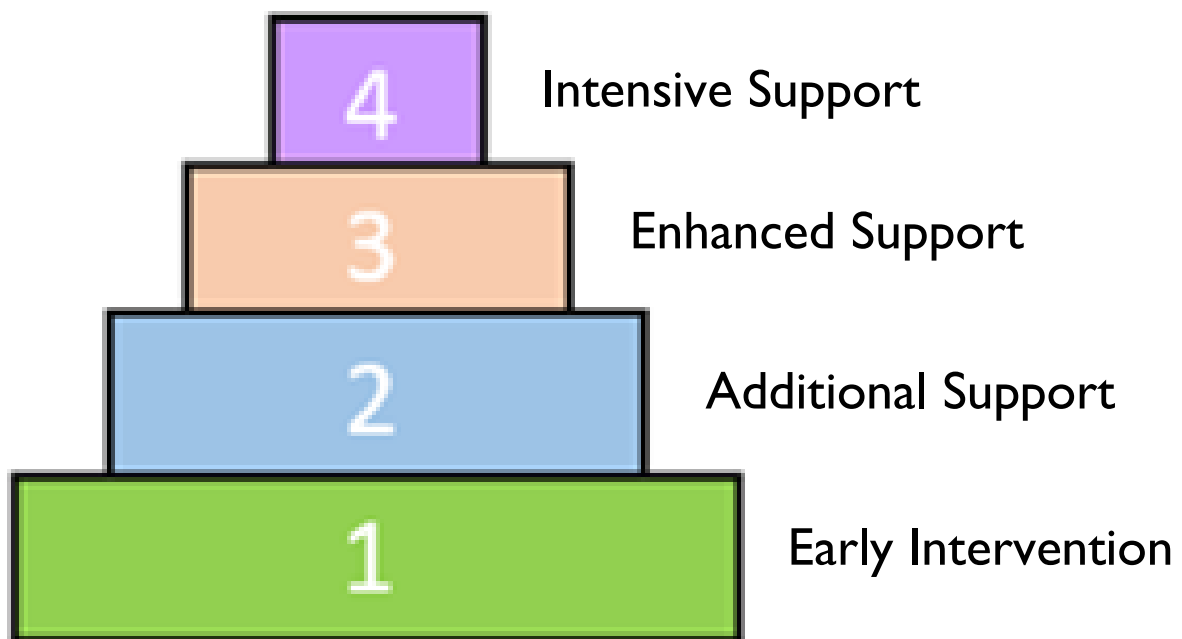 4 Intensive Support
3 Enhanced Support
2 Additional Support
1 Early Intervention